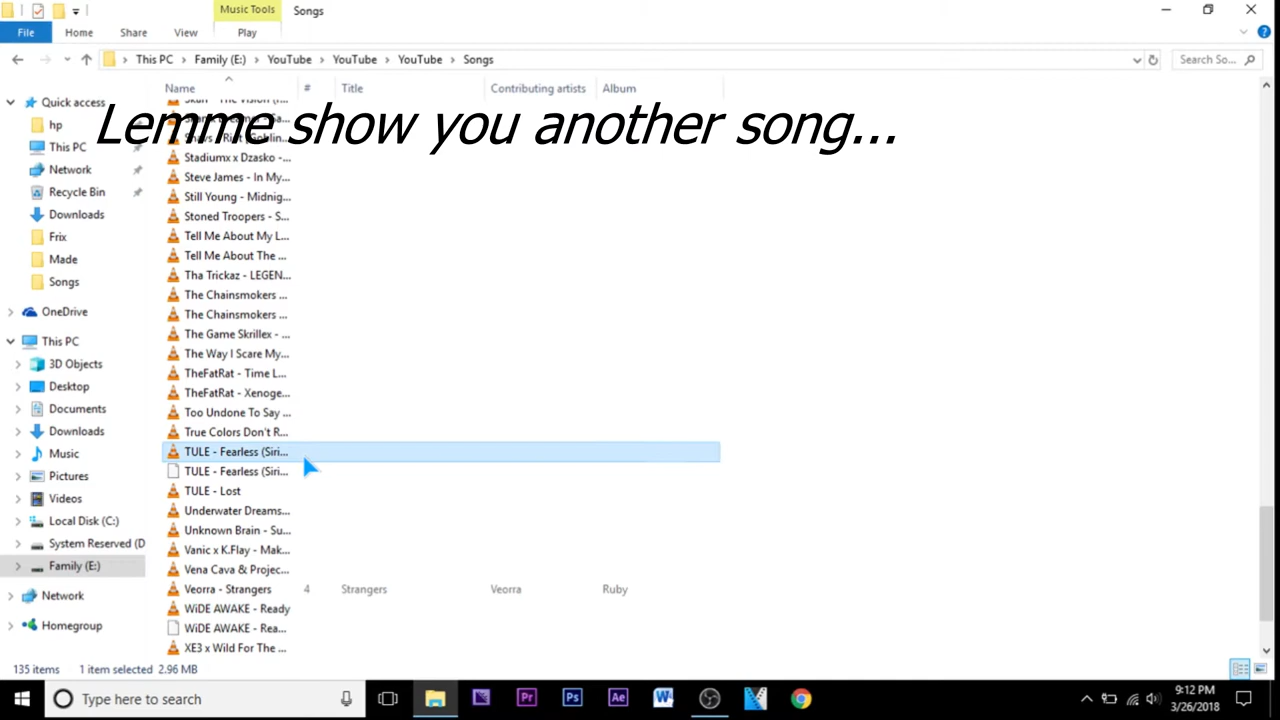 Music Tools
Songs
File
Home
Share
View
Play
This PC
Family (E:)
YouTube
YouTube
YouTube
Songs
Search So...
Name
#
Title
Contributing artists
Album
Lemme show you another song...
Quick access
hp
This PC
Network
Recycle Bin
Downloads
Frix
Made
Songs
OneDrive
This PC
3D Objects
Desktop
Documents
Downloads
Music
Pictures
Videos
Local Disk (C:)
System Reserved (D
Family (E:)
Network
Homegroup
Stadiumx x Dzasko -...
Steve James - In My...
Still Young - Midnig...
Stoned Troopers - S...
Tell Me About My L...
Tell Me About The ...
Tha Trickaz - LEGEN...
The Chainsmokers ...
The Chainsmokers ...
The Game Skrillex - ...
The Way I Scare My...
TheFatRat - Time L...
TheFatRat - Xenoge...
Too Undone To Say ...
True Colors Don't R...
TULE - Fearless (Siri...
TULE - Fearless (Siri...
TULE - Lost
Underwater Dreams...
Unknown Brain - Su...
Vanic x K.Flay - Mak...
Vena Cava & Projec...
Veorra - Strangers 4 Strangers Veorra Ruby
WiDE AWAKE - Ready
WiDE AWAKE - Rea...
XE3 x Wild For The ...
135 items 1 item selected 2.96 MB
Type here to search
Pr
Ps
Ae
W
9:12 PM
3/26/2018